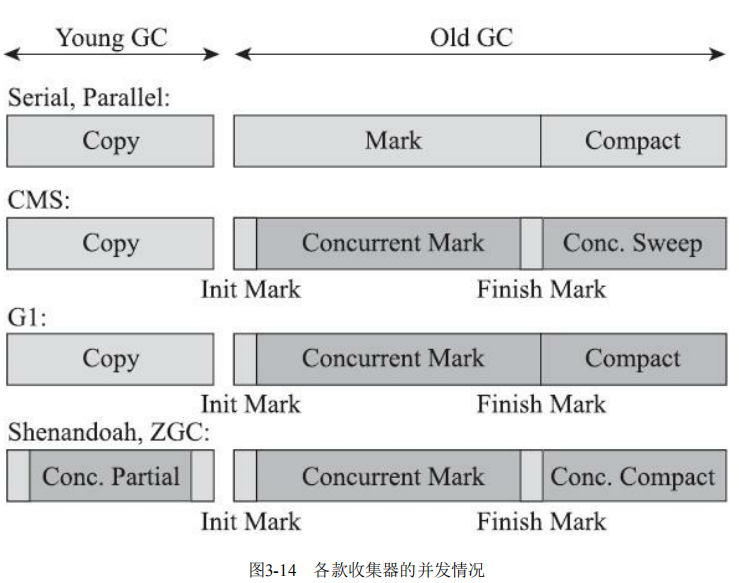 Young GC Old GC
Serial, Parallel:
Copy Mark Compact
CMS:
Copy Concurrent Mark Conc. Sweep
Init Mark Finish Mark
G1:
Copy Concurrent Mark Compact
Init Mark Finish Mark
Shenandoah, ZGC:
Conc. Partial Concurrent Mark Conc. Compact
Init Mark Finish Mark
图3-14 各款收集器的并发情况